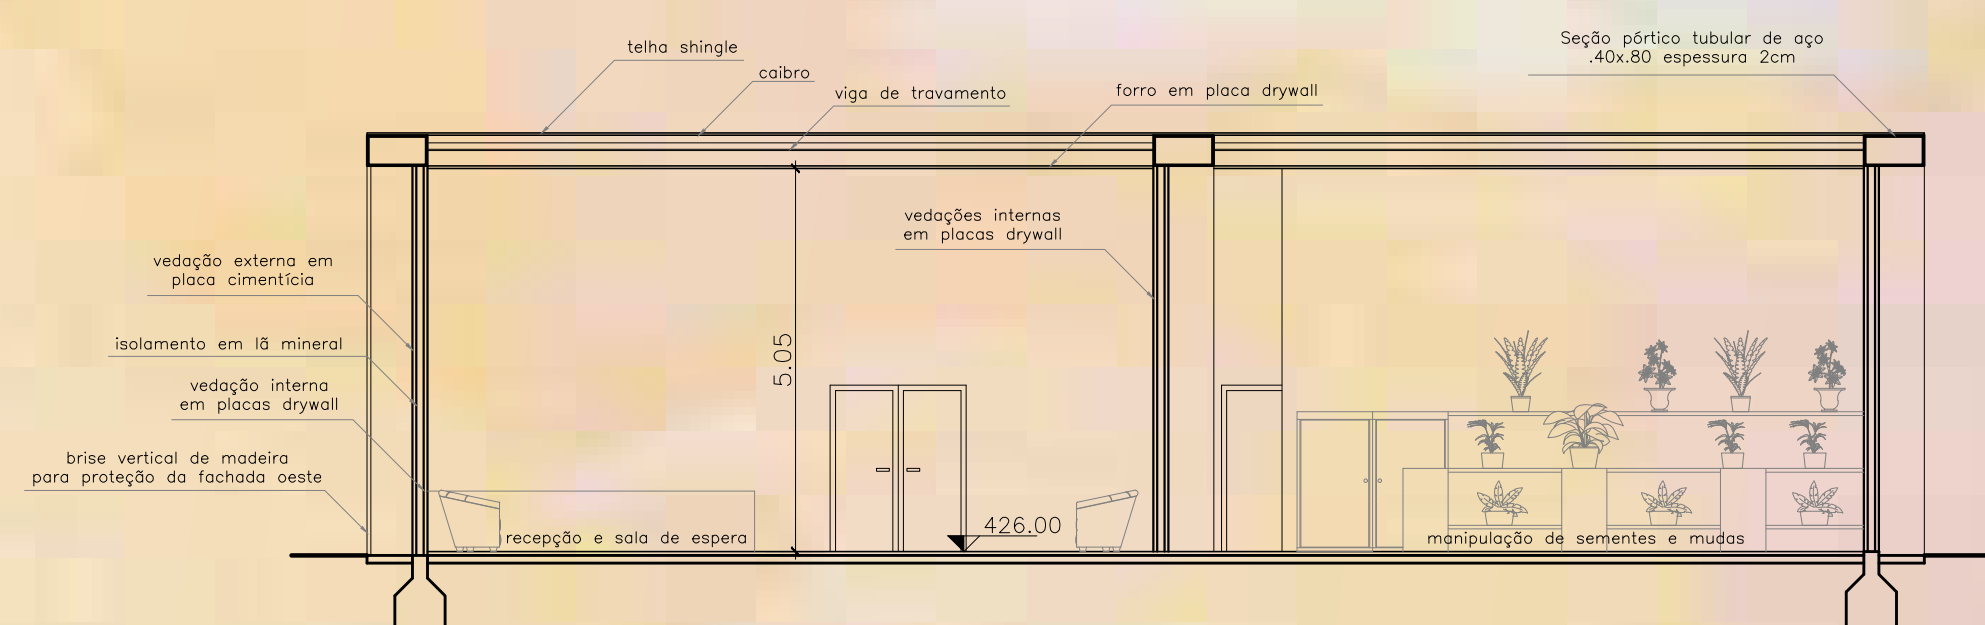 telha shingle
caibro
viga de travamento
forro em placa drywall
Seção pórtico tubular de aço
.40x.80 espessura 2cm
vedações internas
em placas drywall
vedação externa em
placa cimentícia
isolamento em lã mineral
vedação interna
em placas drywall
brise vertical de madeira
para proteção da fachada oeste
5.05
426.00
recepção e sala de espera
manipulação de sementes e mudas